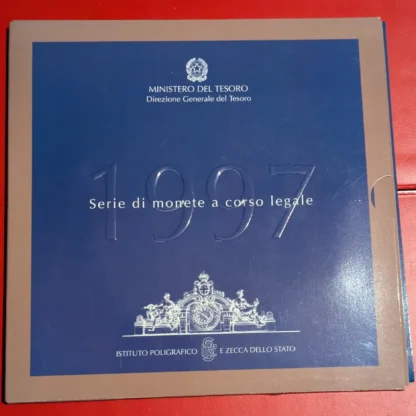 MINISTERO DEL TESORO
Direzione Generale del Tesoro
1997
Serie di monete a corso legale
ISTITUTO POLIGRAFICO E ZECCA DELLO STATO